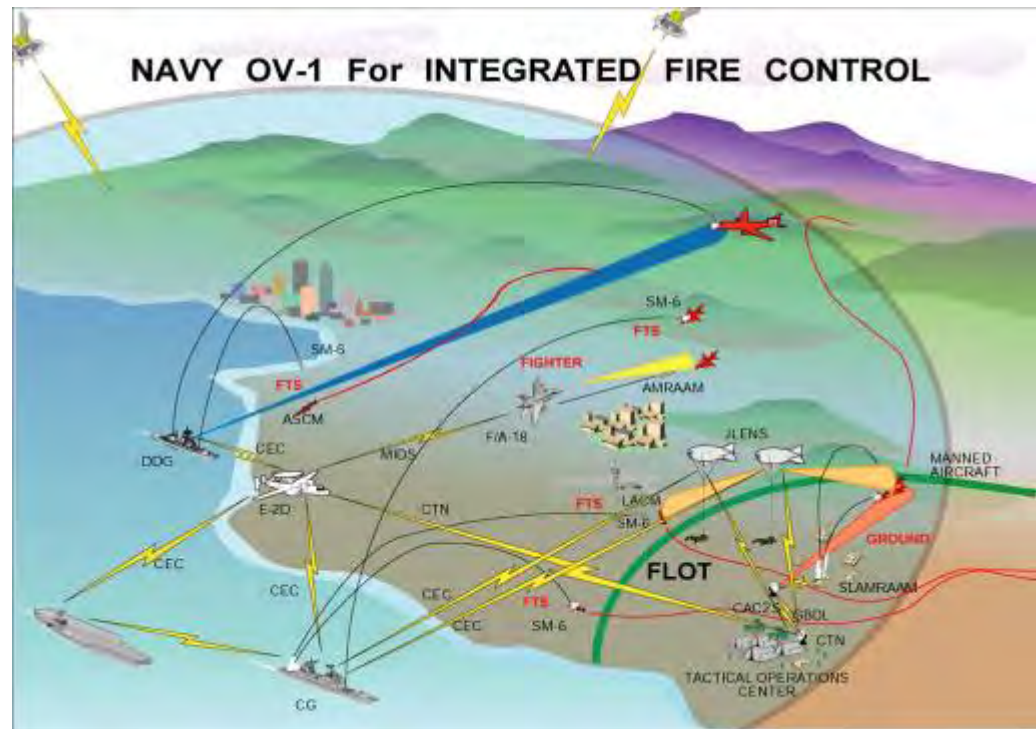 NAVY OV-1 For INTEGRATED FIRE CONTROL
SM-6
FTS
SM-6
FIGHTER
FTS
AMRAAM
ASCM
F/A-18
DDG
CEC
MIDS
JLENS
MANNED
AIRCRAFT
E-2D
CTN
FTS
LACM
SM-6
GROUND
CEC
FLOT
SLAMRAAM
CEC
CEC
CEC
FTS
SM-6
CAC2S
GBDL
CTN
TACTICAL OPERATIONS
CENTER
CG